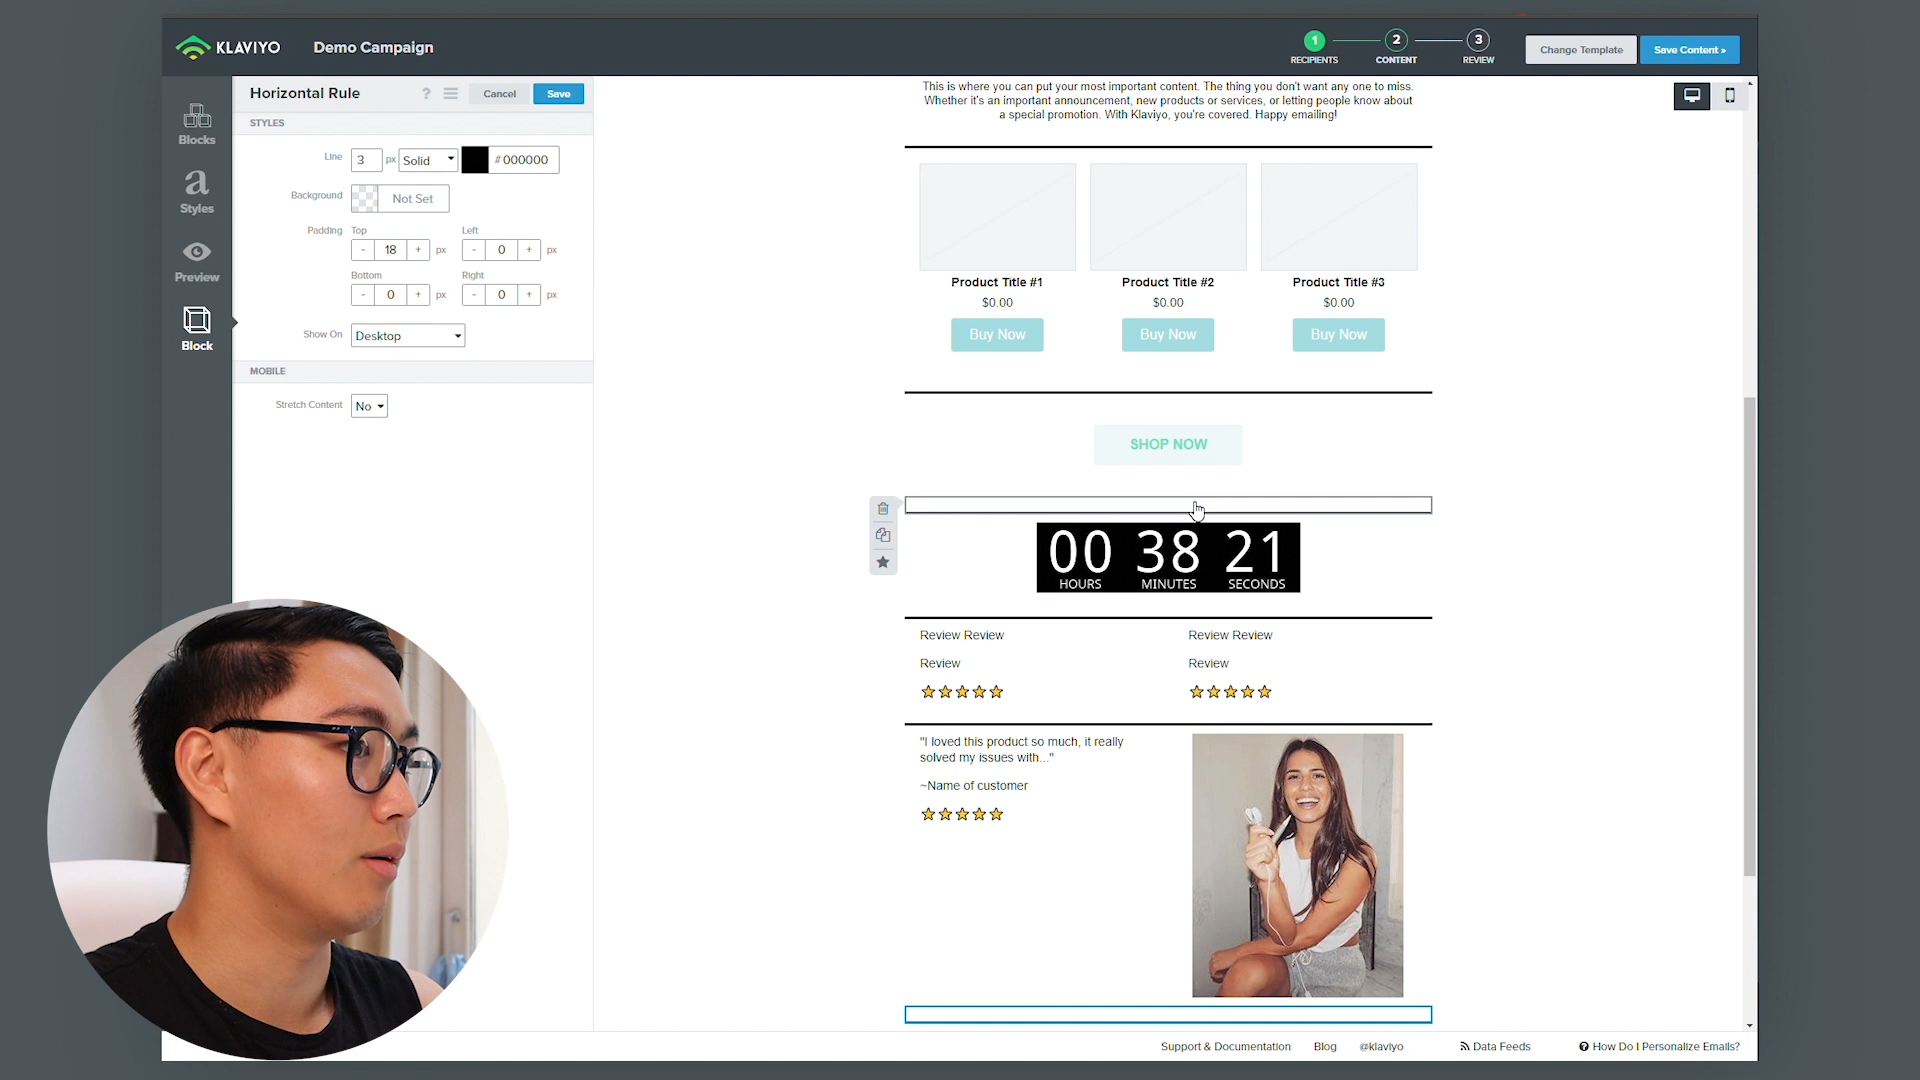 KLAVIYO
Demo Campaign
1
2
3
RECIPIENTS
CONTENT
REVIEW
Change Template
Save Content »
Blocks
Styles
Preview
Block
Horizontal Rule
?
Cancel
Save
STYLES
Line
3
px
Solid
#000000
Background
Not Set
Padding
Top
- 18 + px
Left
- 0 + px
Bottom
- 0 + px
Right
- 0 + px
Show On
Desktop
MOBILE
Stretch Content
No
This is where you can put your most important content. The thing you don't want any one to miss.
Whether it's an important announcement, new products or services, or letting people know about
a special promotion. With Klaviyo, you're covered. Happy emailing!
Product Title #1
$0.00
Buy Now
Product Title #2
$0.00
Buy Now
Product Title #3
$0.00
Buy Now
SHOP NOW
00 38 21
HOURS MINUTES SECONDS
Review Review
Review
Review Review
Review
"I loved this product so much, it really
solved my issues with..."
~Name of customer
Support & Documentation
Blog
@klaviyo
Data Feeds
How Do I Personalize Emails?